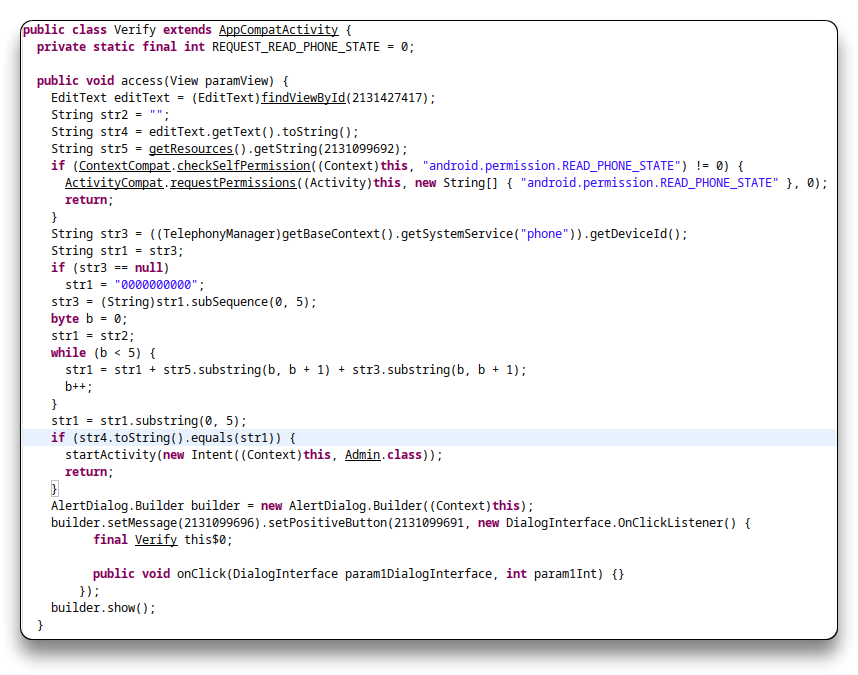 public class Verify extends AppCompatActivity {
  private static final int REQUEST_READ_PHONE_STATE = 0;

  public void access(View paramView) {
    EditText editText = (EditText)findViewById(2131427417);
    String str2 = "";
    String str4 = editText.getText().toString();
    String str5 = getResources().getString(2131099692);
    if (ContextCompat.checkSelfPermission((Context)this, "android.permission.READ_PHONE_STATE") != 0) {
      ActivityCompat.requestPermissions((Activity)this, new String[] { "android.permission.READ_PHONE_STATE" }, 0);
      return;
    }
    String str3 = ((TelephonyManager)getBaseContext().getSystemService("phone")).getDeviceId();
    String str1 = str3;
    if (str3 == null)
      str1 = "0000000000";
    str3 = (String)str1.subSequence(0, 5);
    byte b = 0;
    str1 = str2;
    while (b < 5) {
      str1 = str1 + str5.substring(b, b + 1) + str3.substring(b, b + 1);
      b++;
    }
    str1 = str1.substring(0, 5);
    if (str4.toString().equals(str1)) {
      startActivity(new Intent((Context)this, Admin.class));
      return;
    }
    AlertDialog.Builder builder = new AlertDialog.Builder((Context)this);
    builder.setMessage(2131099696).setPositiveButton(2131099691, new DialogInterface.OnClickListener() {
          final Verify this$0;

          public void onClick(DialogInterface param1DialogInterface, int param1Int) {}
        });
    builder.show();
  }